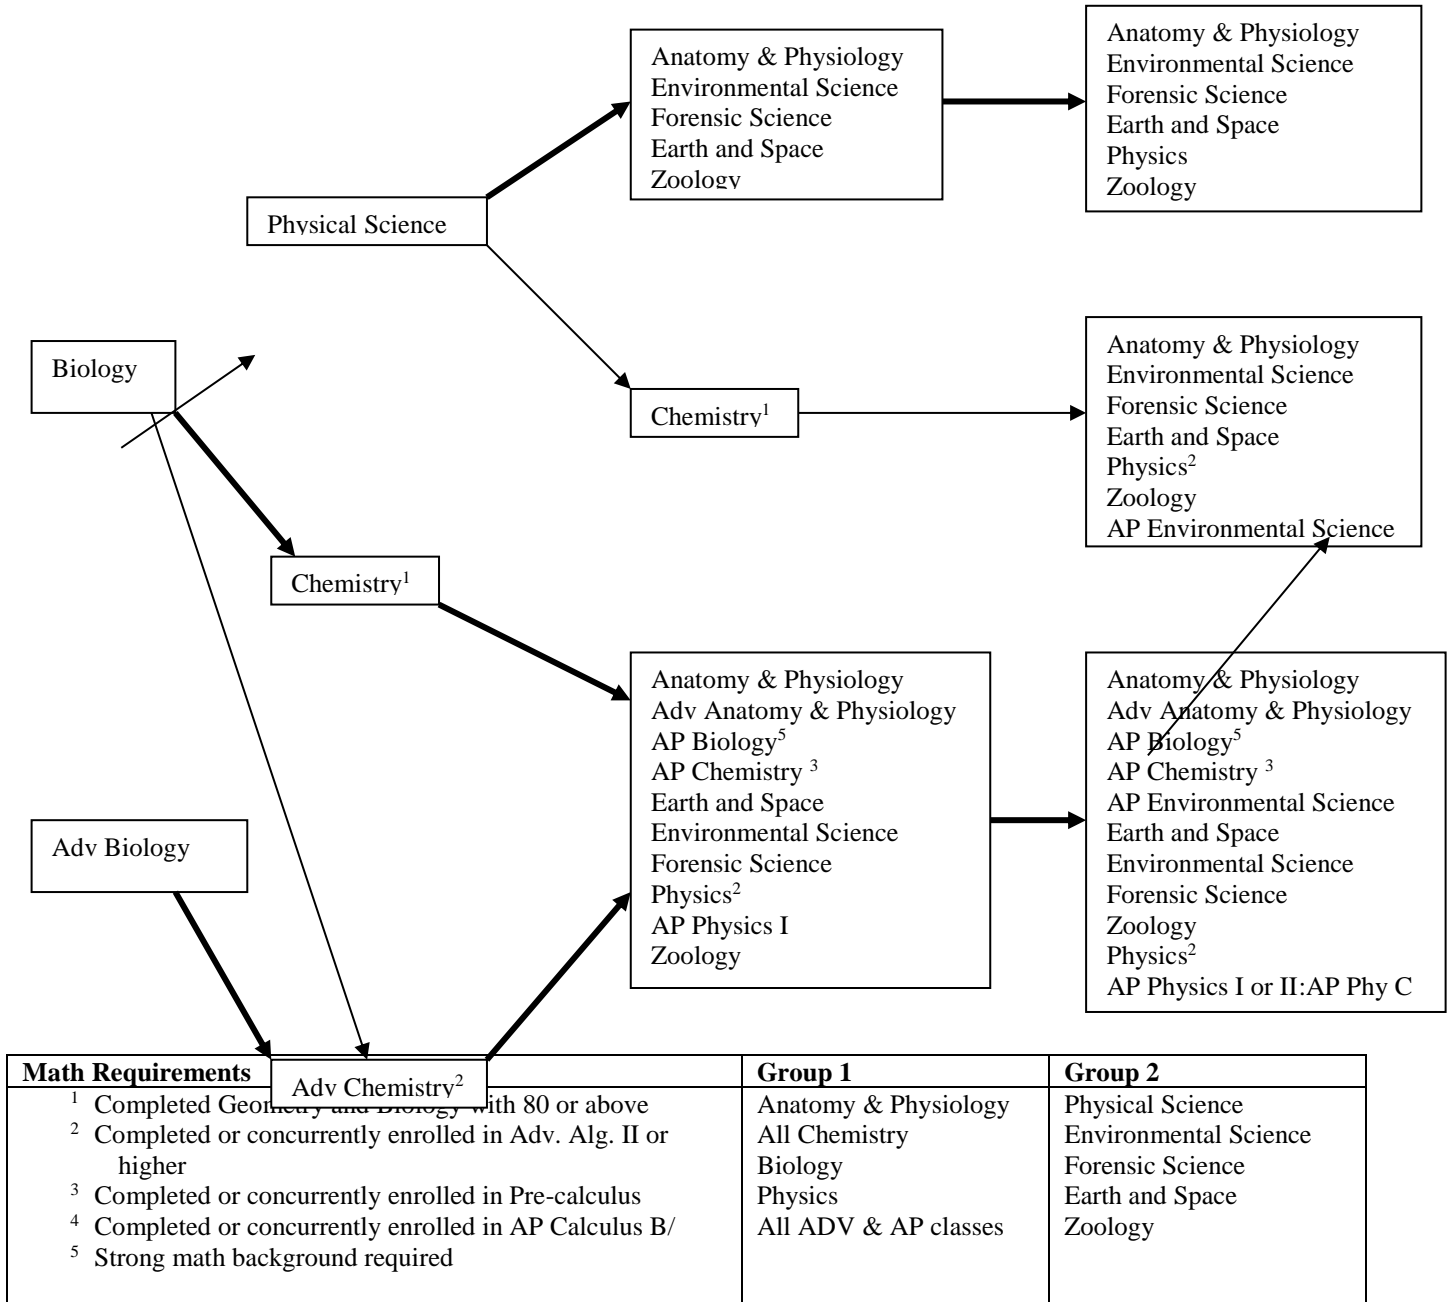 Anatomy & Physiology
Environmental Science
Forensic Science
Earth and Space
Zoology
Anatomy & Physiology
Environmental Science
Forensic Science
Earth and Space
Physics
Zoology
Physical Science
Biology
Chemistry¹
Anatomy & Physiology
Environmental Science
Forensic Science
Earth and Space
Physics²
Zoology
AP Environmental Science
Chemistry¹
Anatomy & Physiology
Adv Anatomy & Physiology
AP Biology⁵
AP Chemistry ³
Earth and Space
Environmental Science
Forensic Science
Physics²
AP Physics I
Zoology
Anatomy & Physiology
Adv Anatomy & Physiology
AP Biology⁵
AP Chemistry ³
AP Environmental Science
Earth and Space
Environmental Science
Forensic Science
Zoology
Physics²
AP Physics I or II:AP Phy C
Adv Biology
Adv Chemistry²
Math Requirements
¹ Completed Geometry and Biology with 80 or above
² Completed or concurrently enrolled in Adv. Alg. II or
higher
³ Completed or concurrently enrolled in Pre-calculus
⁴ Completed or concurrently enrolled in AP Calculus B/
⁵ Strong math background required
Group 1
Anatomy & Physiology
All Chemistry
Biology
Physics
All ADV & AP classes
Group 2
Physical Science
Environmental Science
Forensic Science
Earth and Space
Zoology